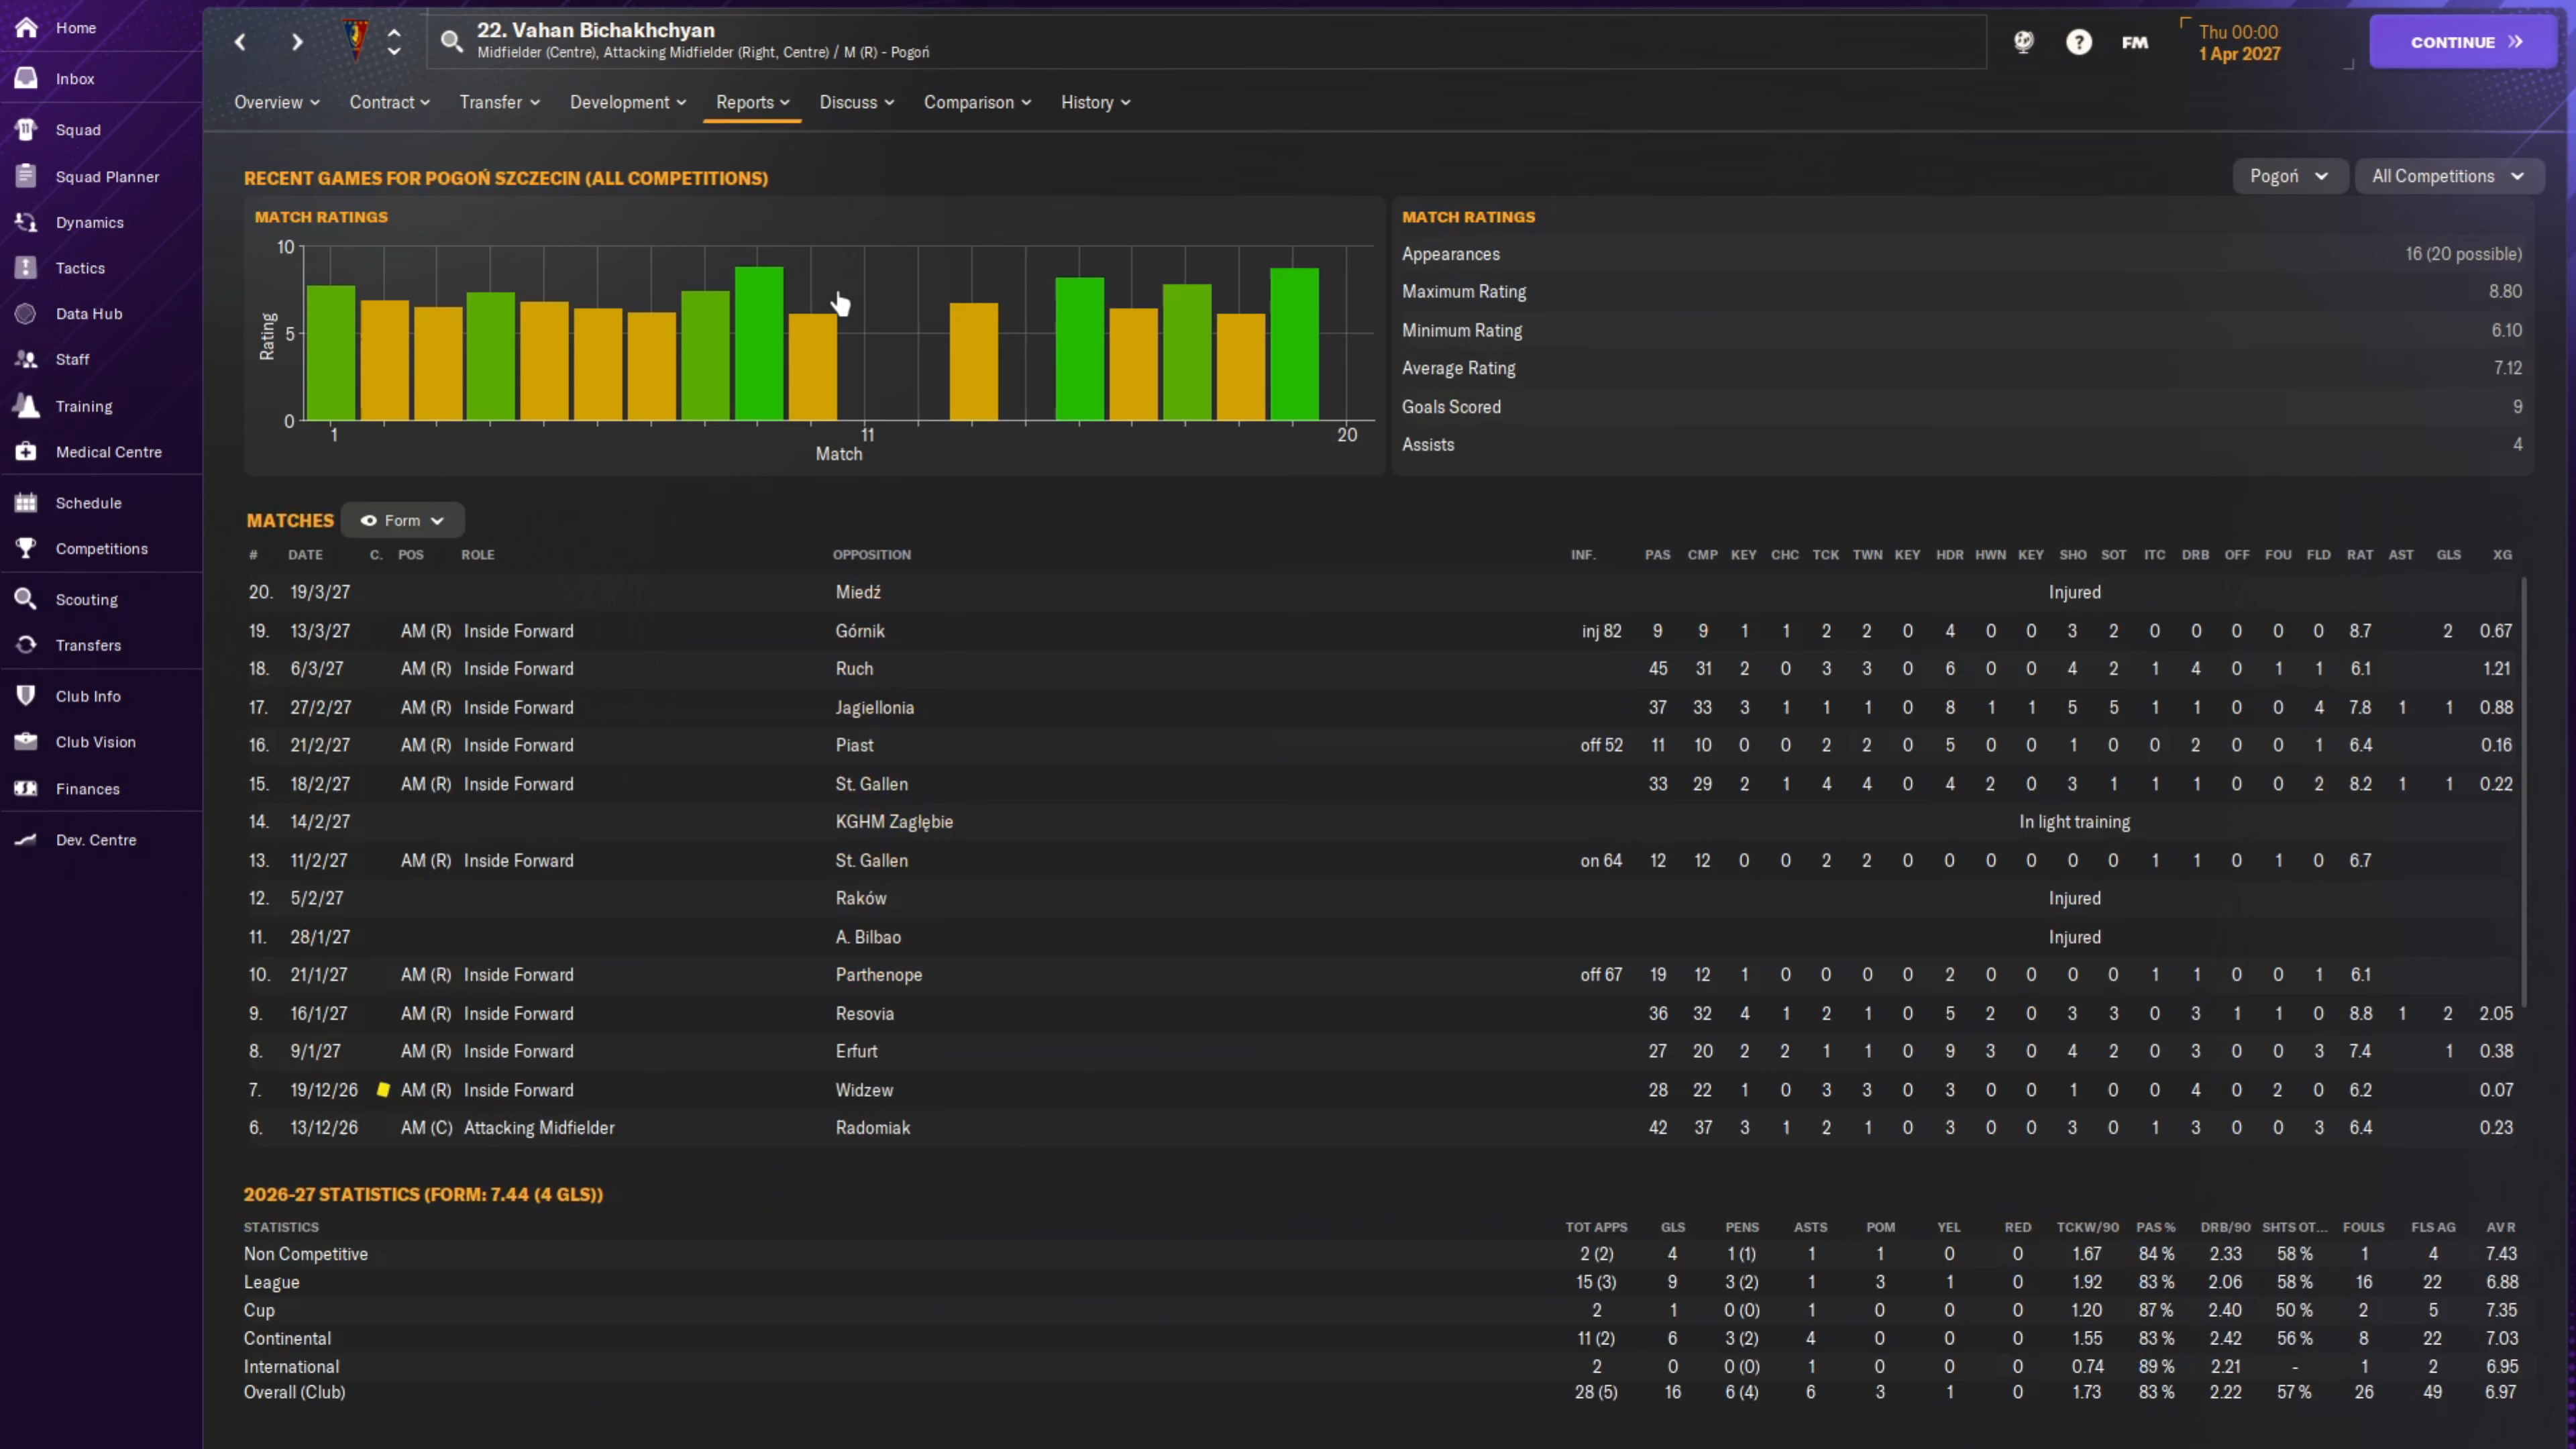 Home
Inbox
Squad
Squad Planner
Dynamics
Tactics
Data Hub
Staff
Training
Medical Centre
Schedule
Competitions
Scouting
Transfers
Club Info
Club Vision
Finances
Dev. Centre
22. Vahan Bichakhchyan
Midfielder (Centre), Attacking Midfielder (Right, Centre) / M (R) - Pogoń
?
FM
Thu 00:00
1 Apr 2027
CONTINUE
Overview Contract Transfer Development Reports Discuss Comparison History
RECENT GAMES FOR POGOŃ SZCZECIN (ALL COMPETITIONS)
Pogoń All Competitions
MATCH RATINGS
10
5
0
Rating
1 11 20
Match
MATCH RATINGS
Appearances 16 (20 possible)
Maximum Rating 8.80
Minimum Rating 6.10
Average Rating 7.12
Goals Scored 9
Assists 4
MATCHES Form
# DATE C. POS ROLE OPPOSITION INF. PAS CMP KEY CHC TCK TWN KEY HDR HWN KEY SHO SOT ITC DRB OFF FOU FLD RAT AST GLS XG
20. 19/3/27 Miedź Injured
19. 13/3/27 AM (R) Inside Forward Górnik inj 82 9 9 1 1 2 2 0 4 0 0 3 2 0 0 0 0 0 8.7 2 0.67
18. 6/3/27 AM (R) Inside Forward Ruch 45 31 2 0 3 3 0 6 0 0 4 2 1 4 0 1 1 6.1 1.21
17. 27/2/27 AM (R) Inside Forward Jagiellonia 37 33 3 1 1 1 0 8 1 1 5 5 1 1 0 0 4 7.8 1 1 0.88
16. 21/2/27 AM (R) Inside Forward Piast off 52 11 10 0 0 2 2 0 5 0 0 1 0 0 2 0 0 1 6.4 0.16
15. 18/2/27 AM (R) Inside Forward St. Gallen 33 29 2 1 4 4 0 4 2 0 3 1 1 1 0 0 2 8.2 1 1 0.22
14. 14/2/27 KGHM Zagłębie In light training
13. 11/2/27 AM (R) Inside Forward St. Gallen on 64 12 12 0 0 2 2 0 0 0 0 0 0 1 1 0 1 0 6.7
12. 5/2/27 Raków Injured
11. 28/1/27 A. Bilbao Injured
10. 21/1/27 AM (R) Inside Forward Parthenope off 67 19 12 1 0 0 0 0 2 0 0 0 0 1 1 0 0 1 6.1
9. 16/1/27 AM (R) Inside Forward Resovia 36 32 4 1 2 1 0 5 2 0 3 3 0 3 1 1 0 8.8 1 2 2.05
8. 9/1/27 AM (R) Inside Forward Erfurt 27 20 2 2 1 1 0 9 3 0 4 2 0 3 0 0 3 7.4 1 0.38
7. 19/12/26 AM (R) Inside Forward Widzew 28 22 1 0 3 3 0 3 0 0 1 0 0 4 0 2 0 6.2 0.07
6. 13/12/26 AM (C) Attacking Midfielder Radomiak 42 37 3 1 2 1 0 3 0 0 3 0 1 3 0 0 3 6.4 0.23
2026-27 STATISTICS (FORM: 7.44 (4 GLS))
STATISTICS TOT APPS GLS PENS ASTS POM YEL RED TCKW/90 PAS % DRB/90 SHTS OT... FOULS FLS AG AV R
Non Competitive 2 (2) 4 1 (1) 1 1 0 0 1.67 84 % 2.33 58 % 1 4 7.43
League 15 (3) 9 3 (2) 1 3 1 0 1.92 83 % 2.06 58 % 16 22 6.88
Cup 2 1 0 (0) 1 0 0 0 1.20 87 % 2.40 50 % 2 5 7.35
Continental 11 (2) 6 3 (2) 4 0 0 0 1.55 83 % 2.42 56 % 8 22 7.03
International 2 0 0 (0) 1 0 0 0 0.74 89 % 2.21 - 1 2 6.95
Overall (Club) 28 (5) 16 6 (4) 6 3 1 0 1.73 83 % 2.22 57 % 26 49 6.97